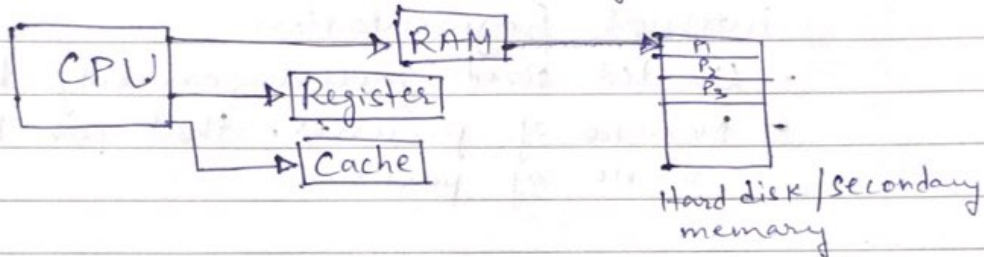 RAM
CPU
P1
P2
P3
Register
Cache
Hard disk / secondary
memory